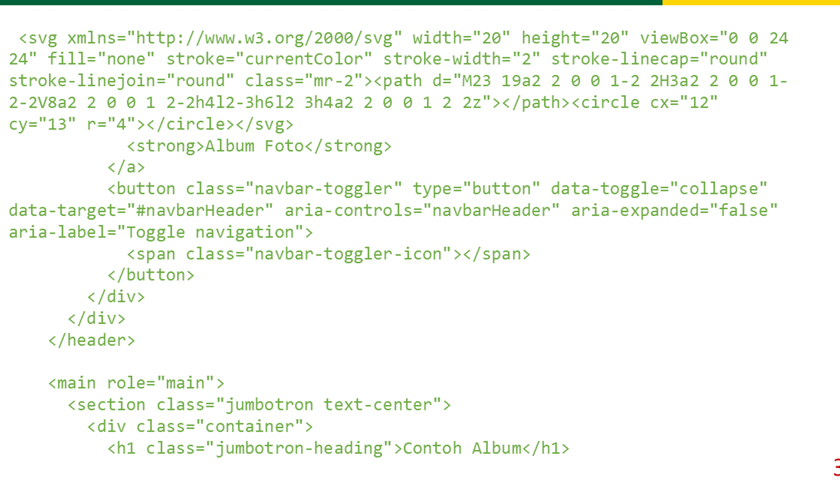 <svg xmlns="http://www.w3.org/2000/svg" width="20" height="20" viewBox="0 0 24
24" fill="none" stroke="currentColor" stroke-width="2" stroke-linecap="round"
stroke-linejoin="round" class="mr-2"><path d="M23 19a2 2 0 0 1-2 2H3a2 2 0 0 1-
2-2V8a2 2 0 0 1 2-2h4l2-3h6l2 3h4a2 2 0 0 1 2 2z"></path><circle cx="12"
cy="13" r="4"></circle></svg>
<strong>Album Foto</strong>
</a>
<button class="navbar-toggler" type="button" data-toggle="collapse"
data-target="#navbarHeader" aria-controls="navbarHeader" aria-expanded="false"
aria-label="Toggle navigation">
<span class="navbar-toggler-icon"></span>
</button>
</div>
</div>
</header>
<main role="main">
<section class="jumbotron text-center">
<div class="container">
<h1 class="jumbotron-heading">Contoh Album</h1>